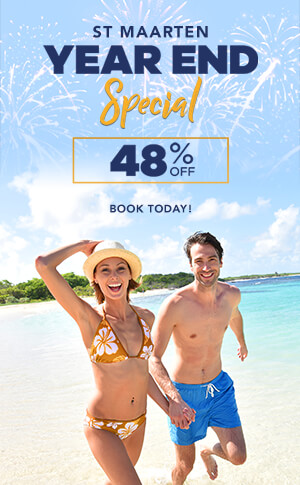 ST MAARTEN
YEAR END
Special
48% OFF
BOOK TODAY!